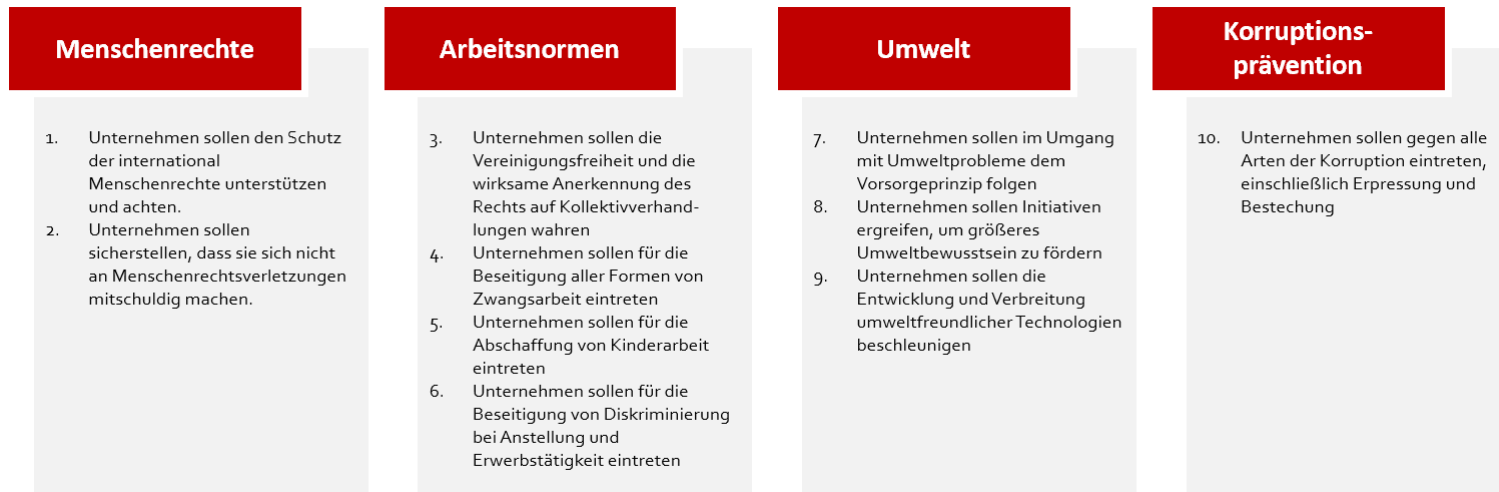 Menschenrechte
1. Unternehmen sollen den Schutz
der international
Menschenrechte unterstützen
und achten.
2. Unternehmen sollen
sicherstellen, dass sie sich nicht
an Menschenrechtsverletzungen
mitschuldig machen.
Arbeitsnormen
3. Unternehmen sollen die
Vereinigungsfreiheit und die
wirksame Anerkennung des
Rechts auf Kollektivverhand-
lungen wahren
4. Unternehmen sollen für die
Beseitigung aller Formen von
Zwangsarbeit eintreten
5. Unternehmen sollen für die
Abschaffung von Kinderarbeit
eintreten
6. Unternehmen sollen für die
Beseitigung von Diskriminierung
bei Anstellung und
Erwerbstätigkeit eintreten
Umwelt
7. Unternehmen sollen im Umgang
mit Umweltprobleme dem
Vorsorgeprinzip folgen
8. Unternehmen sollen Initiativen
ergreifen, um größeres
Umweltbewusstsein zu fördern
9. Unternehmen sollen die
Entwicklung und Verbreitung
umweltfreundlicher Technologien
beschleunigen
Korruptions-
prävention
10. Unternehmen sollen gegen alle
Arten der Korruption eintreten,
einschließlich Erpressung und
Bestechung